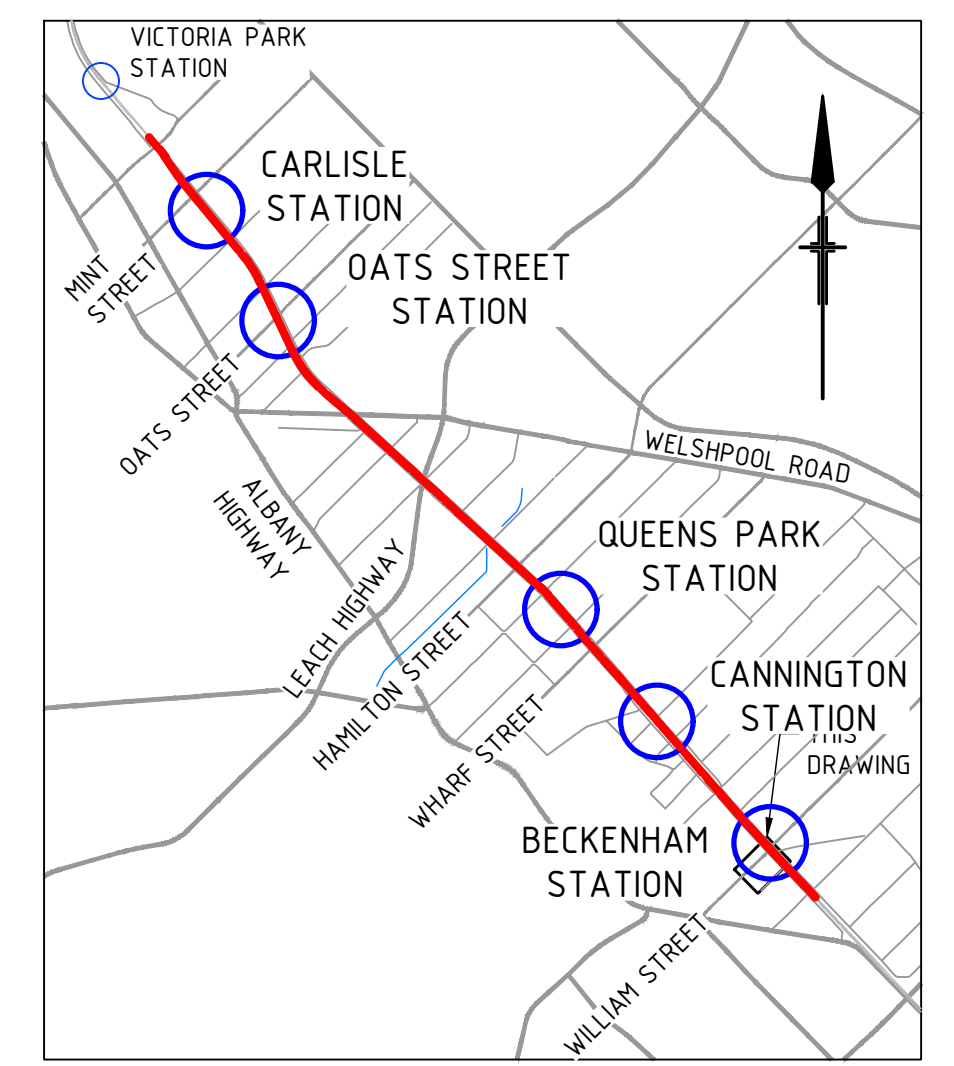 VICTORIA PARK
STATION
CARLISLE
STATION
MINT
STREET
OATS STREET
STATION
OATS STREET
WELSHPOOL ROAD
ALBANY
HIGHWAY
QUEENS PARK
STATION
LEACH HIGHWAY
HAMILTON STREET
CANNINGTON
STATION
THIS
DRAWING
WHARF STREET
BECKENHAM
STATION
WILLIAM STREET